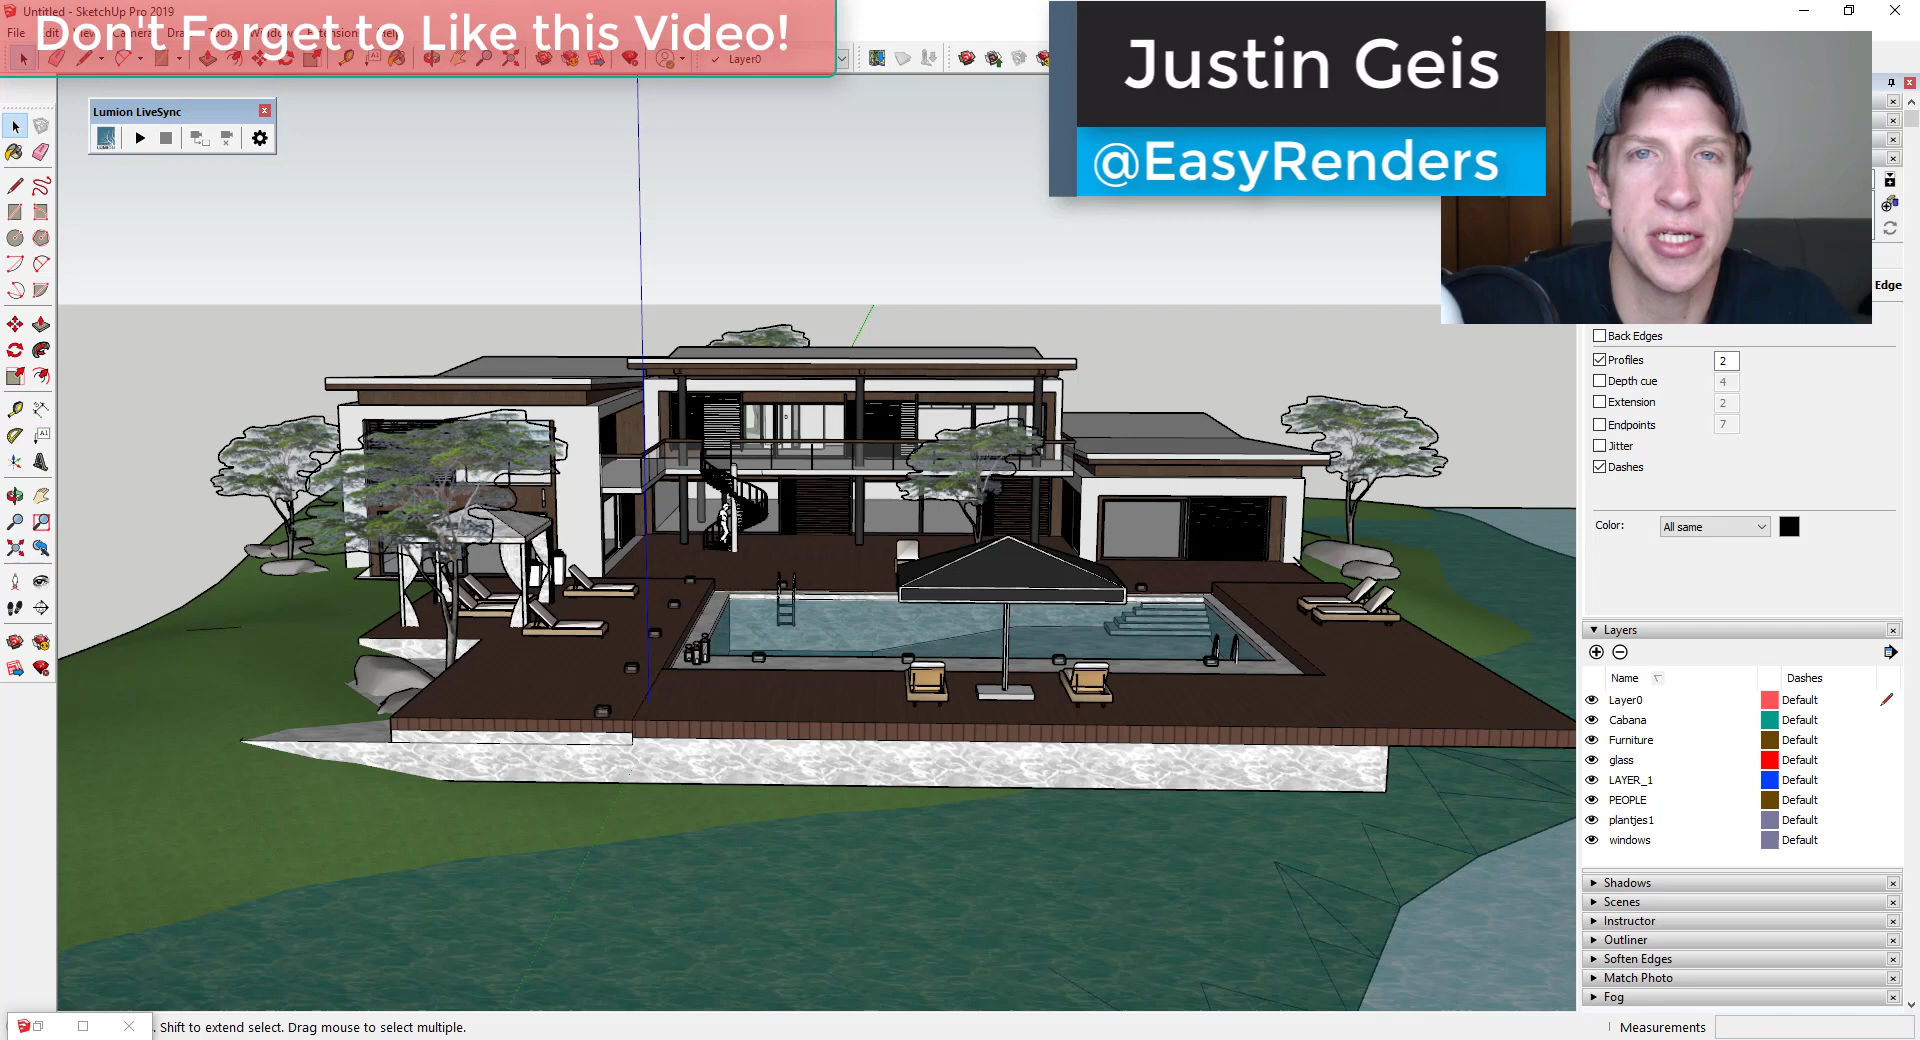 Untitled - SketchUp Pro 2019
Don't Forget to Like this Video!
File
Layer0
Justin Geis
@EasyRenders
Lumion LiveSync
LUMION
Edge
Back Edges
Profiles 2
Depth cue 4
Extension 2
Endpoints 7
Jitter
Dashes
Color: All same
Layers
Name Dashes
Layer0 Default
Cabana Default
Furniture Default
glass Default
LAYER_1 Default
PEOPLE Default
plantjes1 Default
windows Default
Shadows
Scenes
Instructor
Outliner
Soften Edges
Match Photo
Fog
. Shift to extend select. Drag mouse to select multiple.
Measurements